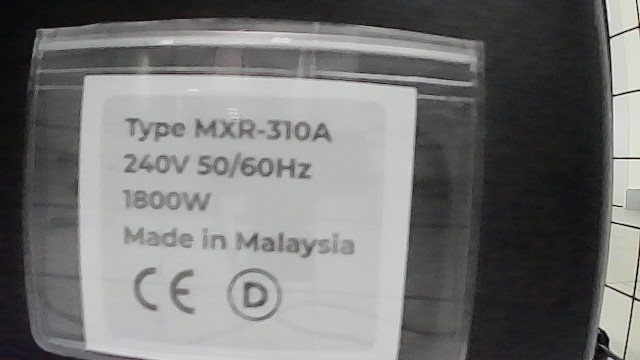 Type MXR-310A
240V 50/60Hz
1800W
Made in Malaysia
CE D